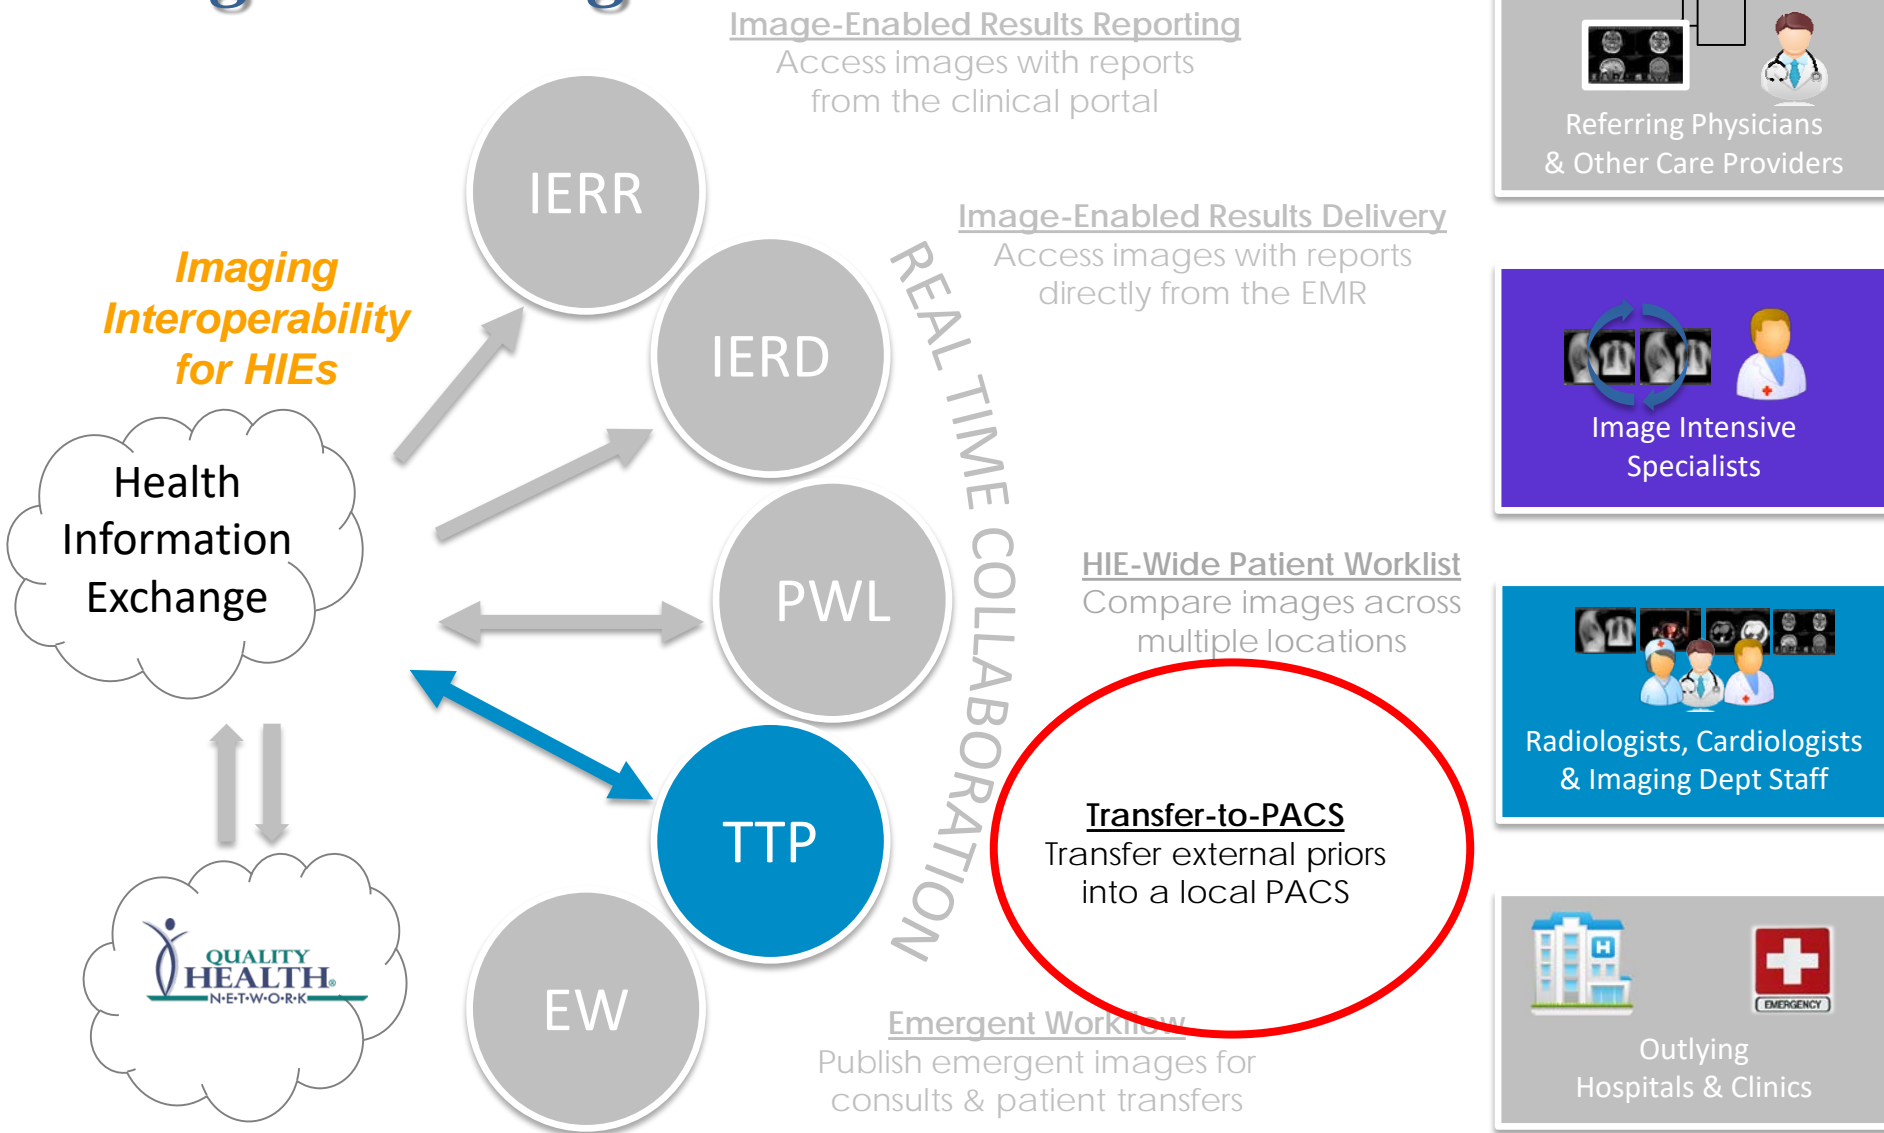 Image-Enabled Results Reporting
Access images with reports
from the clinical portal
IERR
Referring Physicians
& Other Care Providers
Image-Enabled Results Delivery
Access images with reports
directly from the EMR
Imaging
Interoperability
for HIEs
IERD
REAL TIME COLLABORATION
Image Intensive
Specialists
Health
Information
Exchange
PWL
HIE-Wide Patient Worklist
Compare images across
multiple locations
Radiologists, Cardiologists
& Imaging Dept Staff
TTP
Transfer-to-PACS
Transfer external priors
into a local PACS
QUALITY
HEALTH®
N•E•T•W•O•R•K
EW
Emergent Workflow
Publish emergent images for
consults & patient transfers
H
EMERGENCY
Outlying
Hospitals & Clinics